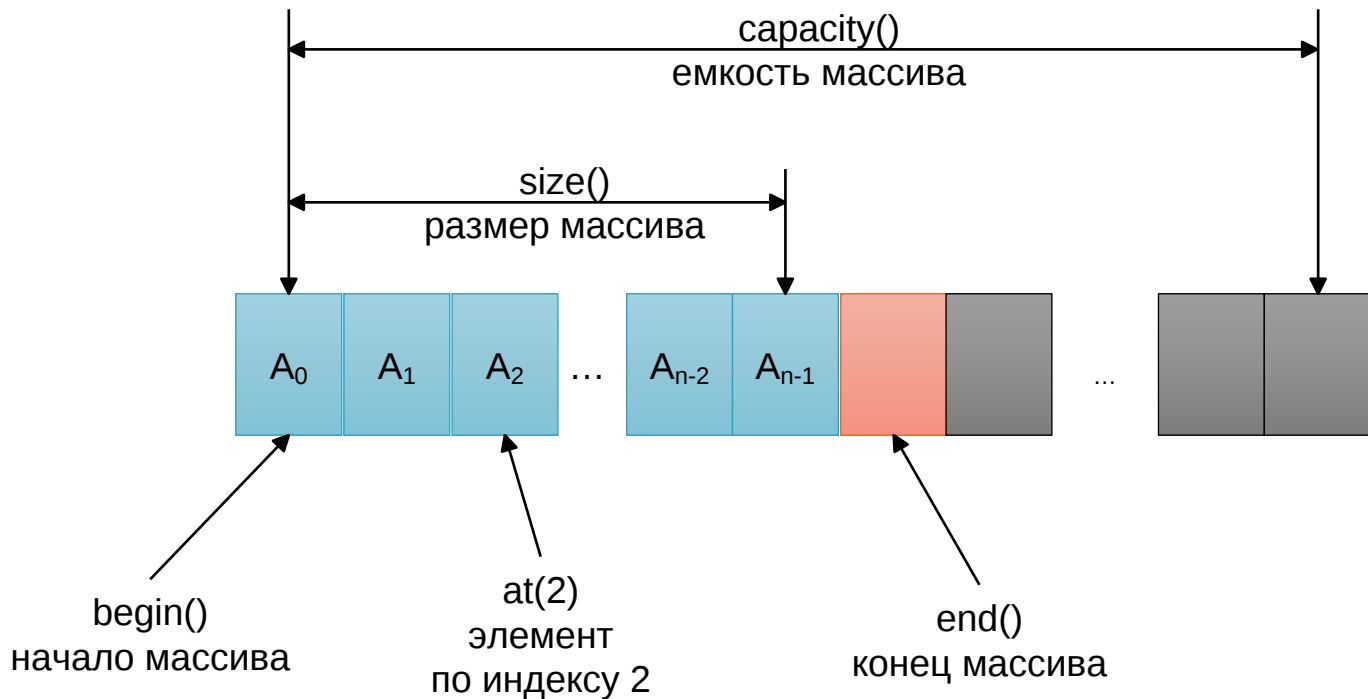 capacity()
емкость массива
size()
размер массива
A₀ A₁ A₂ ... Aₙ₋₂ Aₙ₋₁ ...
begin()
начало массива
at(2)
элемент
по индексу 2
end()
конец массива